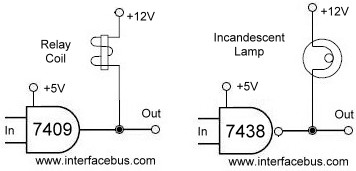 +12V
Relay
Coil
+5V
Out
In
7409
www.interfacebus.com
+12V
Incandescent
Lamp
+5V
Out
In
7438
www.interfacebus.com